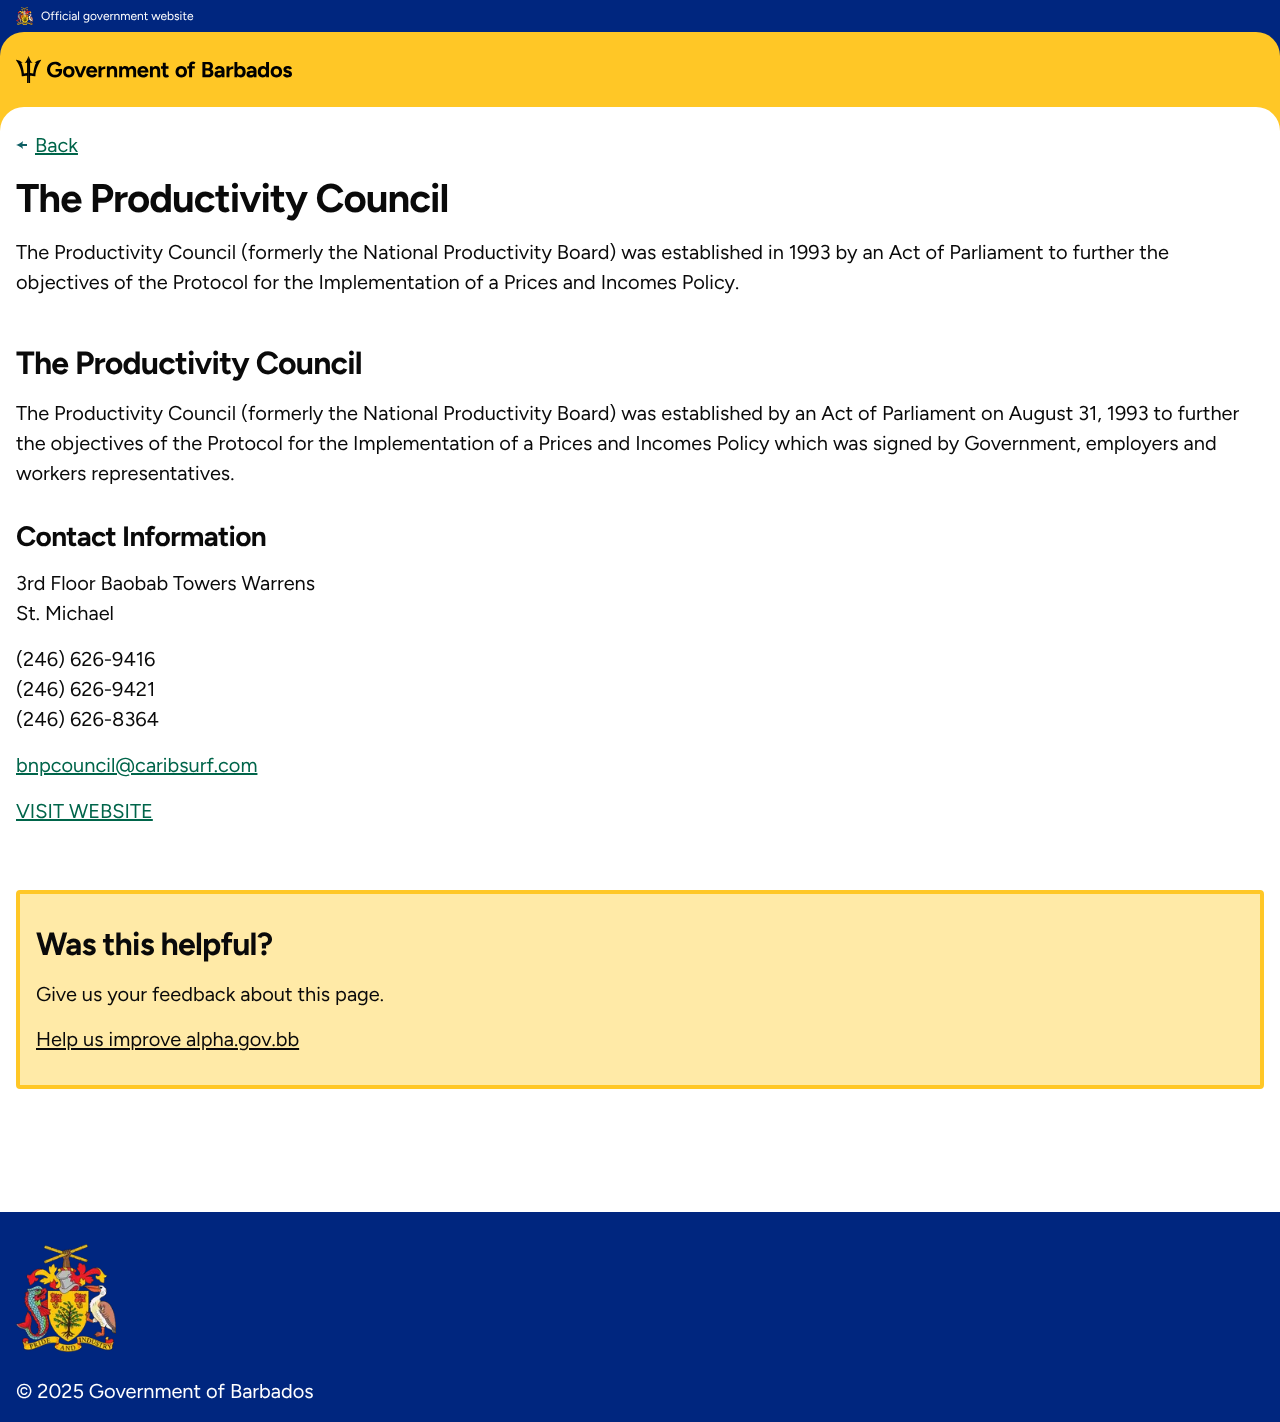 Official government website
Government of Barbados
Back
The Productivity Council
The Productivity Council (formerly the National Productivity Board) was established in 1993 by an Act of Parliament to further the
objectives of the Protocol for the Implementation of a Prices and Incomes Policy.
The Productivity Council
The Productivity Council (formerly the National Productivity Board) was established by an Act of Parliament on August 31, 1993 to further
the objectives of the Protocol for the Implementation of a Prices and Incomes Policy which was signed by Government, employers and
workers representatives.
Contact Information
3rd Floor Baobab Towers Warrens
St. Michael
(246) 626-9416
(246) 626-9421
(246) 626-8364
bnpcouncil@caribsurf.com
VISIT WEBSITE
Was this helpful?
Give us your feedback about this page.
Help us improve alpha.gov.bb
PRIDE AND INDUSTRY
© 2025 Government of Barbados